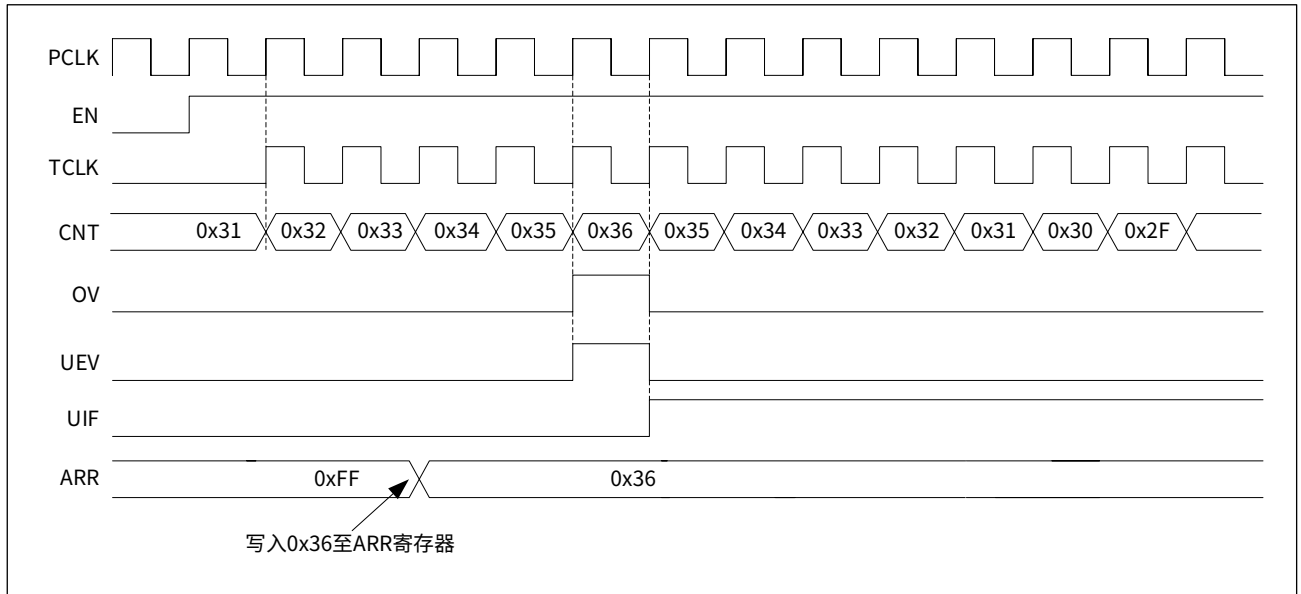 PCLK
EN
TCLK
CNT 0x31 0x32 0x33 0x34 0x35 0x36 0x35 0x34 0x33 0x32 0x31 0x30 0x2F
OV
UEV
UIF
ARR 0xFF 0x36
写入0x36至ARR寄存器